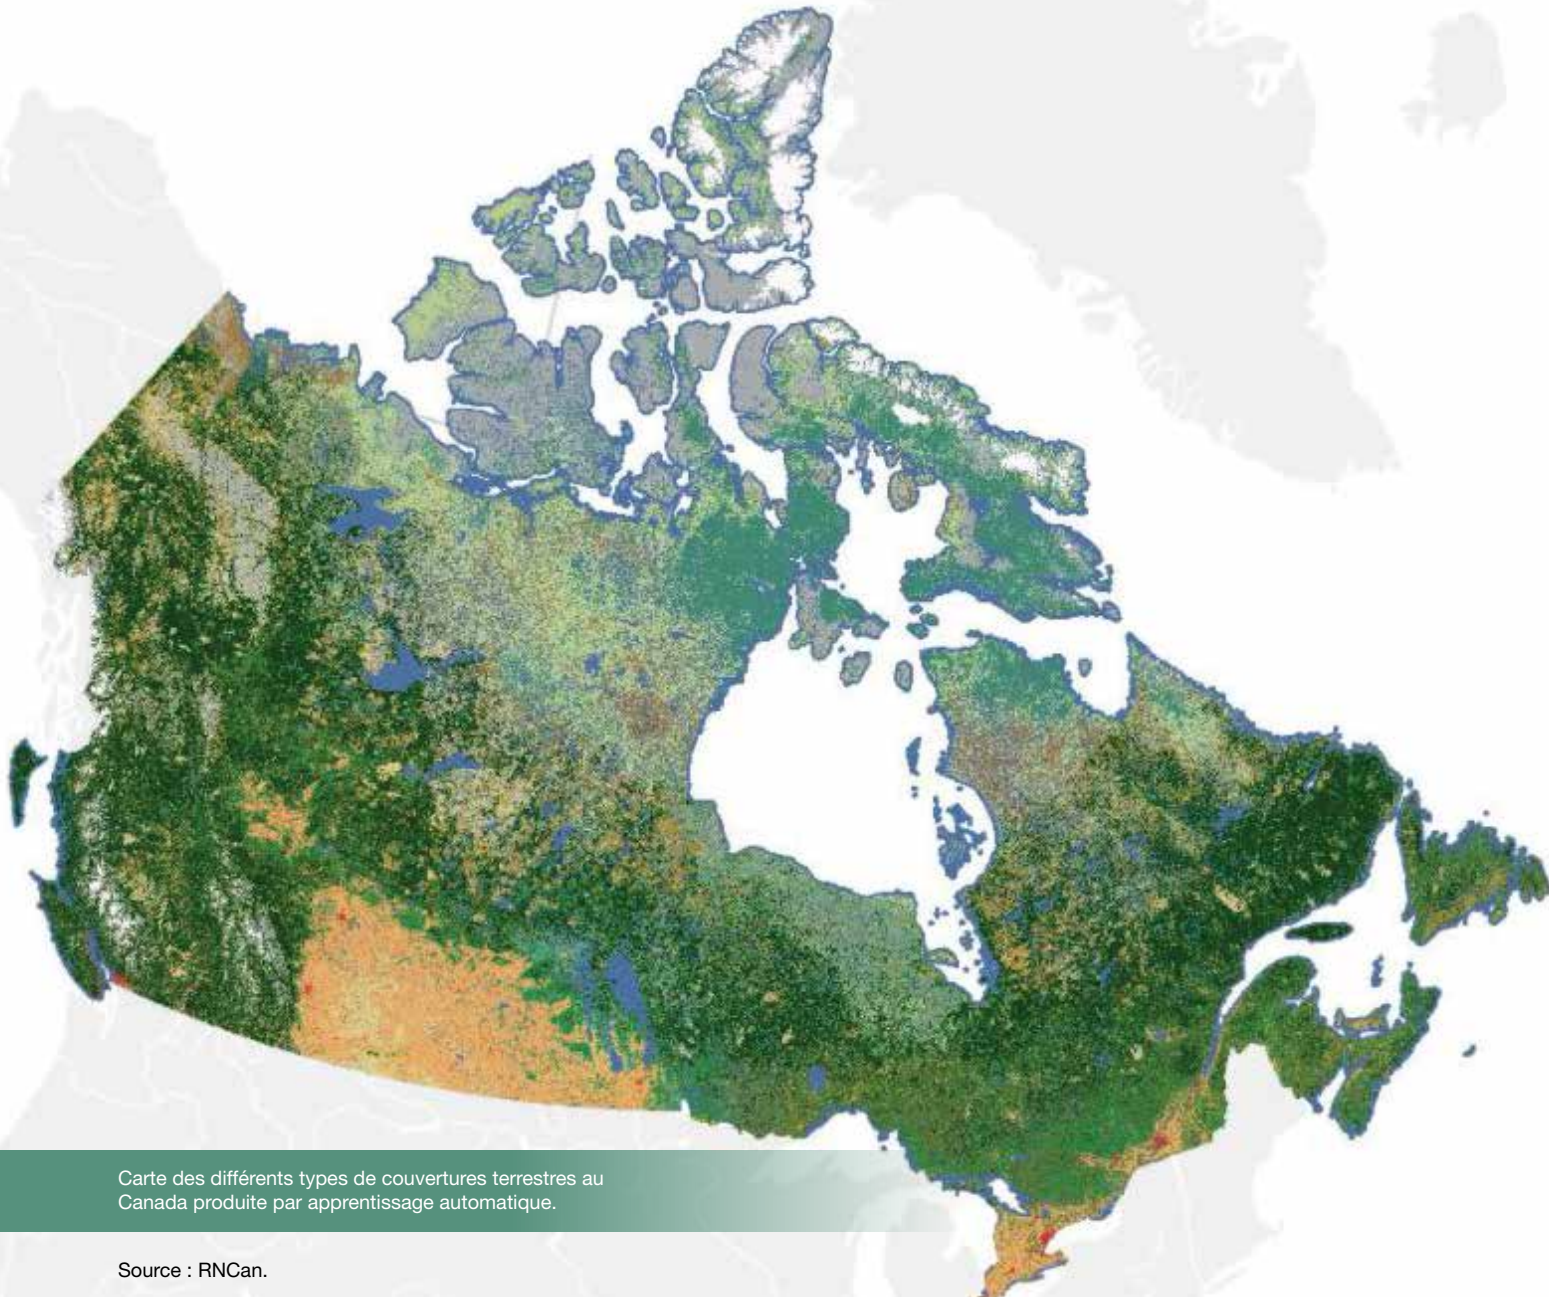 Carte des différents types de couvertures terrestres au
Canada produite par apprentissage automatique.
Source : RNCan.